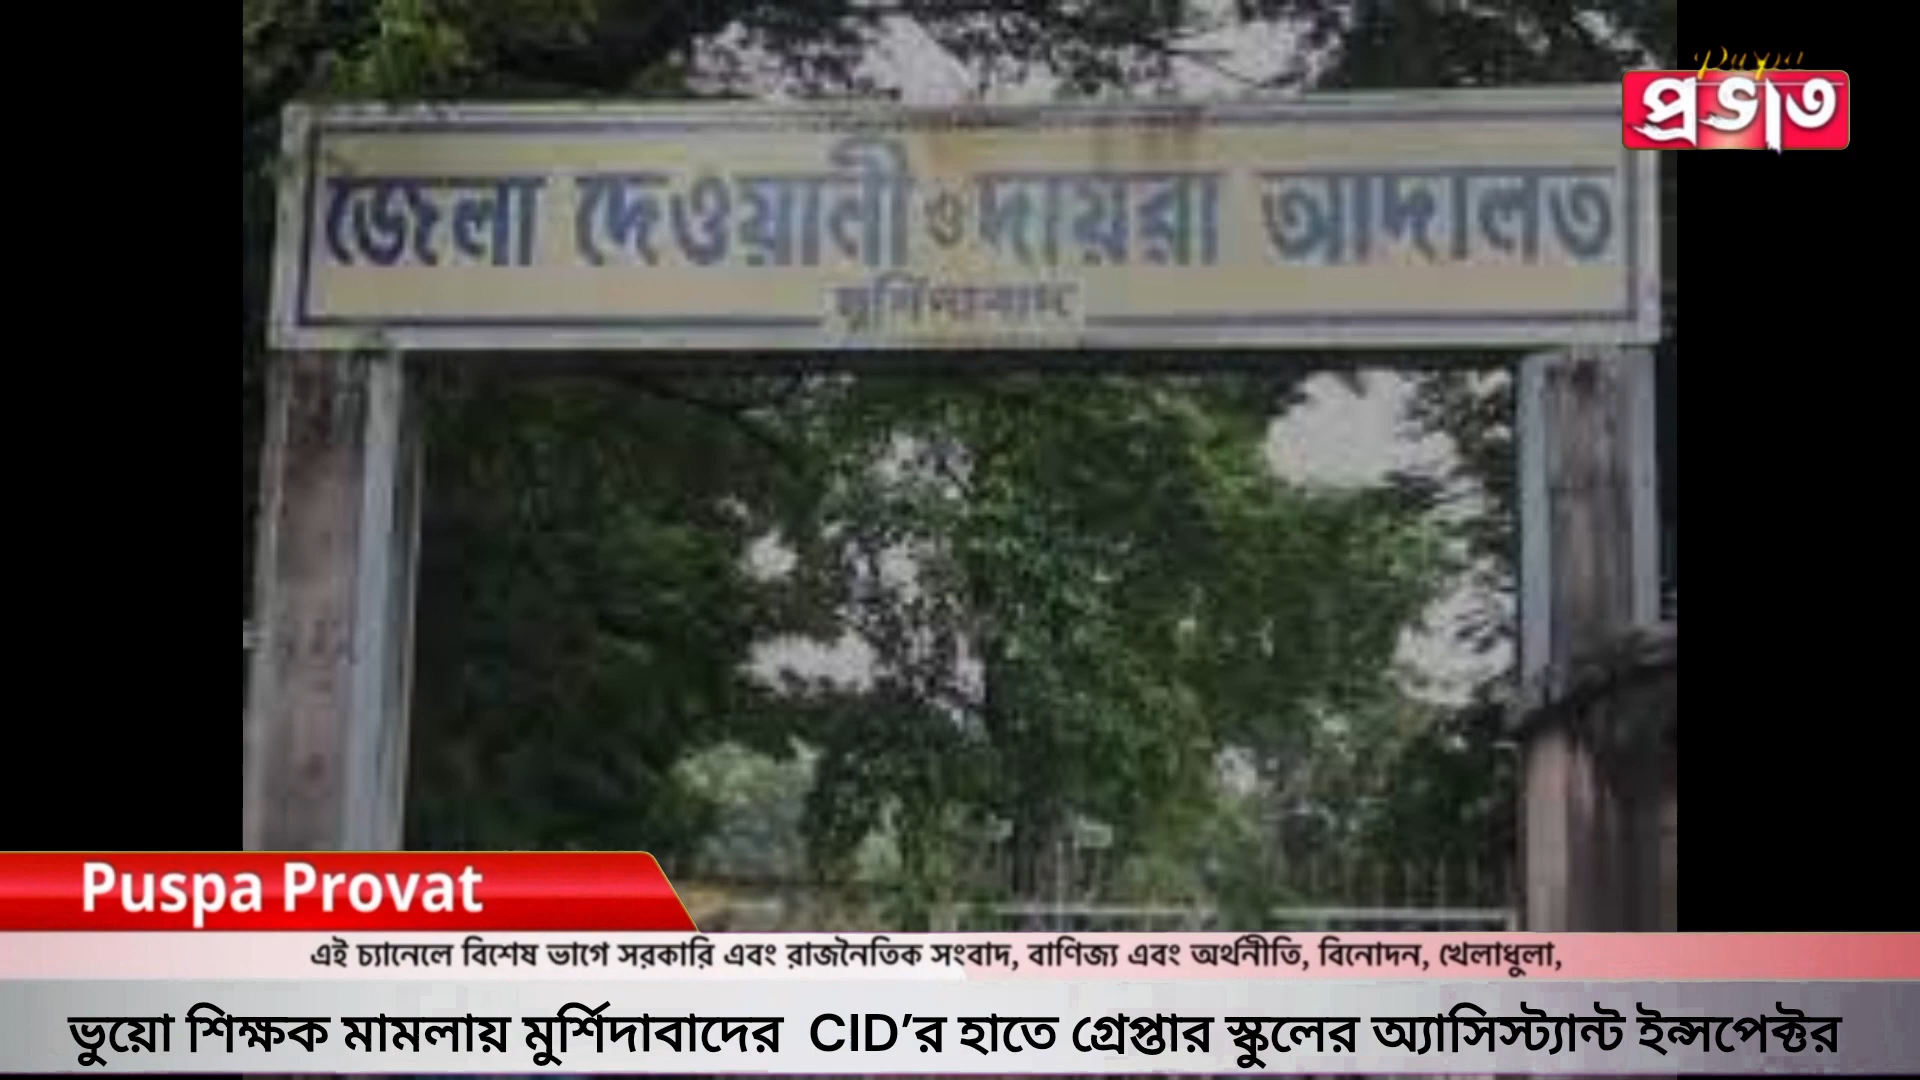 Puspa
প্রভাত
জেলা দেওয়ানী ও দায়রা আদালত
মুর্শিদাবাদ
Puspa Provat
এই চ্যানেলে বিশেষ ভাগে সরকারি এবং রাজনৈতিক সংবাদ, বাণিজ্য এবং অর্থনীতি, বিনোদন, খেলাধুলা,
ভুয়ো শিক্ষক মামলায় মুর্শিদাবাদের CID’র হাতে গ্রেপ্তার স্কুলের অ্যাসিস্ট্যান্ট ইন্সপেক্টর